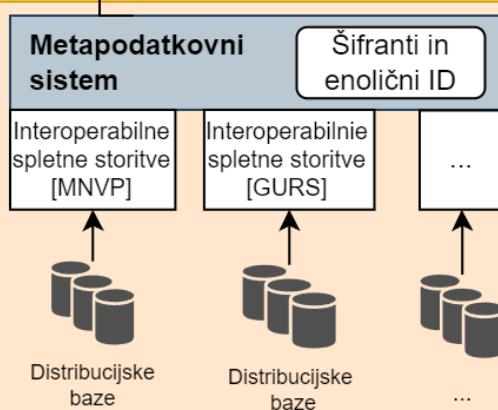 Metapodatkovni
sistem
Šifranti in
enolični ID
Interoperabilne
spletne storitve
[MNVP]
Interoperabilnie
spletne storitve
[GURS]
...
Distribucijske
baze
Distribucijske
baze
...